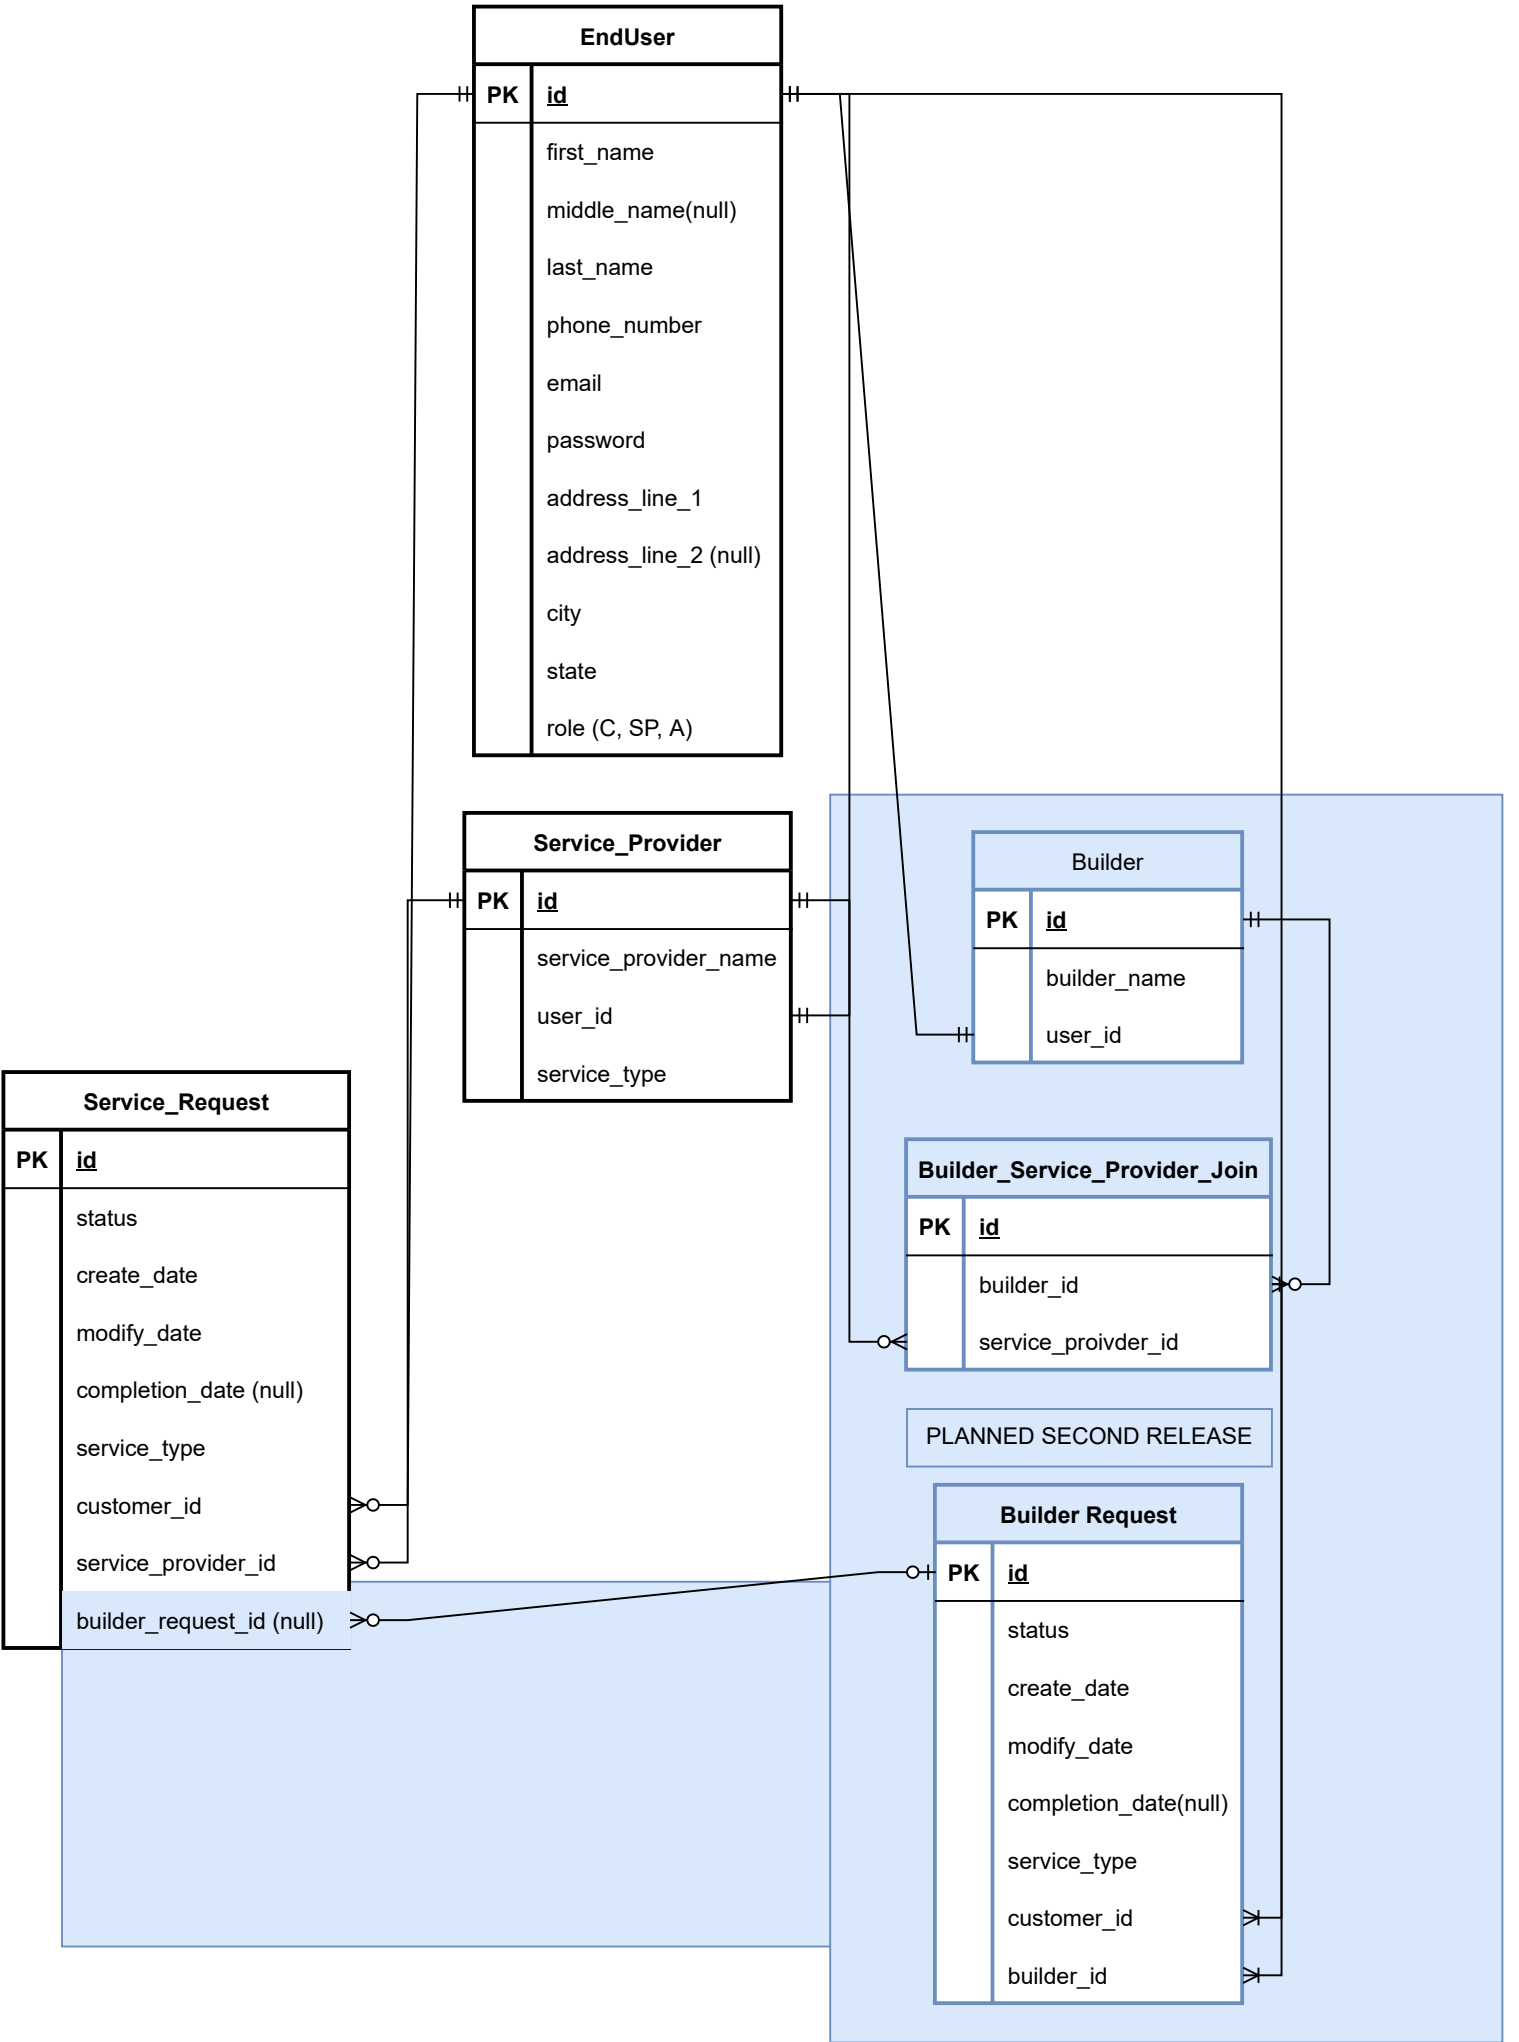 EndUser
PK id
first_name
middle_name(null)
last_name
phone_number
email
password
address_line_1
address_line_2 (null)
city
state
role (C, SP, A)
Service_Provider
PK id
service_provider_name
user_id
service_type
Builder
PK id
builder_name
user_id
Service_Request
PK id
status
create_date
modify_date
completion_date (null)
service_type
customer_id
service_provider_id
builder_request_id (null)
Builder_Service_Provider_Join
PK id
builder_id
service_proivder_id
PLANNED SECOND RELEASE
Builder Request
PK id
status
create_date
modify_date
completion_date(null)
service_type
customer_id
builder_id